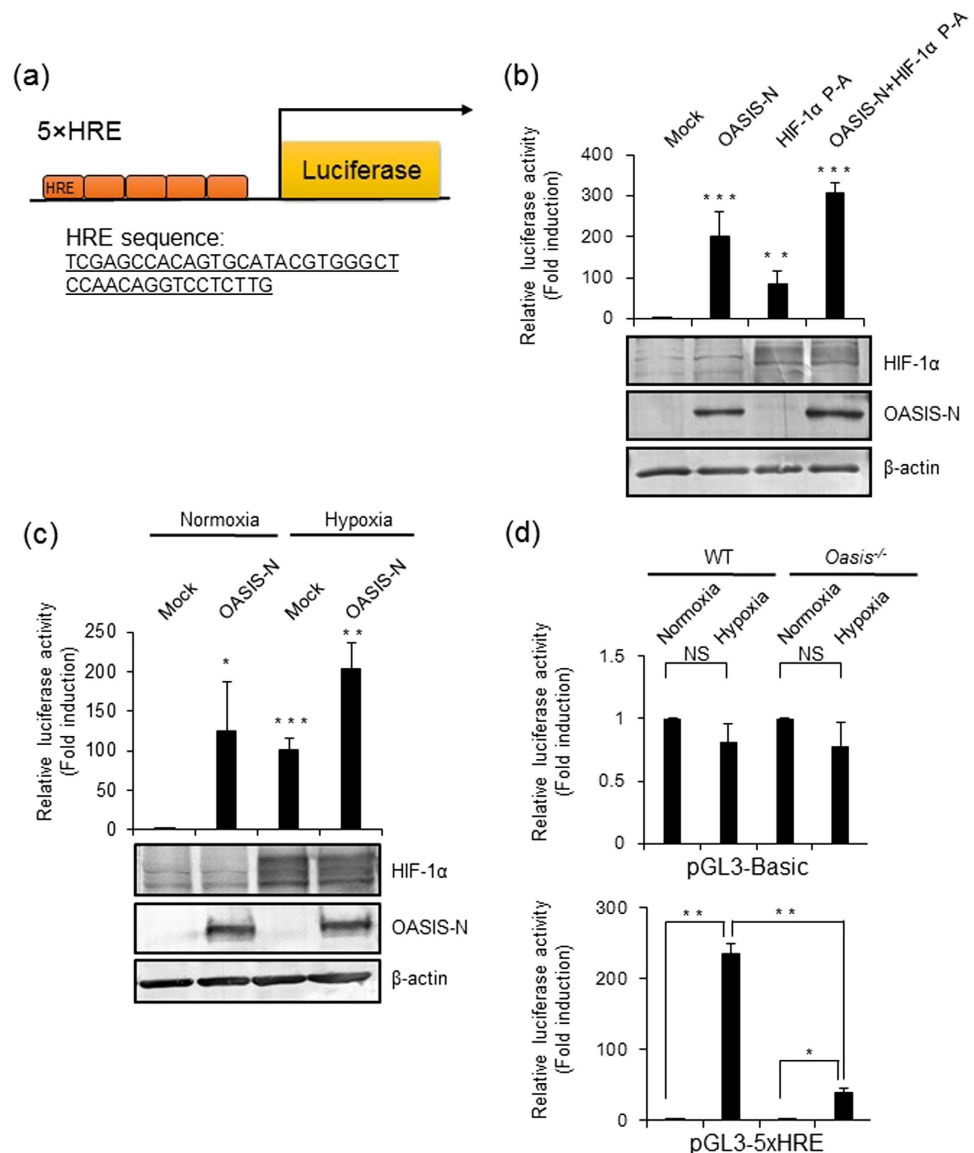 (a)
5×HRE
HRE
Luciferase
HRE sequence:
TCGAGCCACAGTGCATACGTGGGCT
CCAACAGGTCCTCTTG
(b)
Mock
OASIS-N
HIF-1α P-A
OASIS-N+HIF-1α P-A
Relative luciferase activity
(Fold induction)
400
300
200
100
0
* * *
* *
* * *
HIF-1α
OASIS-N
β-actin
(c)
Normoxia
Hypoxia
Mock
OASIS-N
Mock
OASIS-N
Relative luciferase activity
(Fold induction)
250
200
150
100
50
0
*
* * *
* *
HIF-1α
OASIS-N
β-actin
(d)
WT
Oasis-/-
Normoxia
Hypoxia
Normoxia
Hypoxia
Relative luciferase activity
(Fold induction)
1.5
1
0.5
0
NS
NS
pGL3-Basic
Relative luciferase activity
(Fold induction)
300
200
100
0
* *
* *
*
pGL3-5xHRE